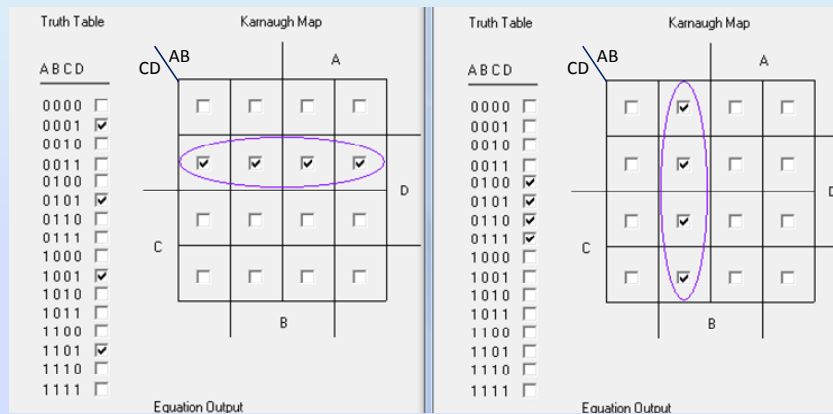 Truth Table
Karnaugh Map
AB
CD
A
A B C D
0000
0001
0010
0011
0100
0101
0110
0111
1000
1001
1010
1011
1100
1101
1110
1111
D
C
B
Equation Output
Truth Table
Karnaugh Map
AB
CD
A
A B C D
0000
0001
0010
0011
0100
0101
0110
0111
1000
1001
1010
1011
1100
1101
1110
1111
D
C
B
Equation Output